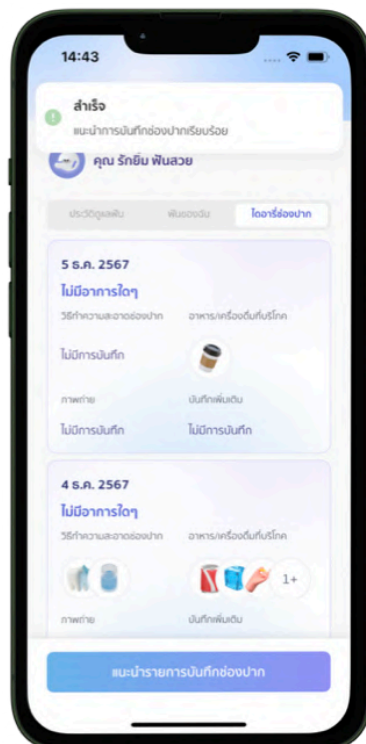 14:43
สำเร็จ
แนะนำการบันทึกช่องปากเรียบร้อย
คุณ รักยิ้ม ฟันสวย
ประวัติดูแลฟัน ฟันของฉัน ไดอารี่ช่องปาก
5 ธ.ค. 2567
ไม่มีอาการใดๆ
วิธีทำความสะอาดช่องปาก อาหาร/เครื่องดื่มที่บริโภค
ไม่มีการบันทึก
ภาพถ่าย บันทึกเพิ่มเติม
ไม่มีการบันทึก ไม่มีการบันทึก
4 ธ.ค. 2567
ไม่มีอาการใดๆ
วิธีทำความสะอาดช่องปาก อาหาร/เครื่องดื่มที่บริโภค
1+
ภาพถ่าย บันทึกเพิ่มเติม
แนะนำรายการบันทึกช่องปาก